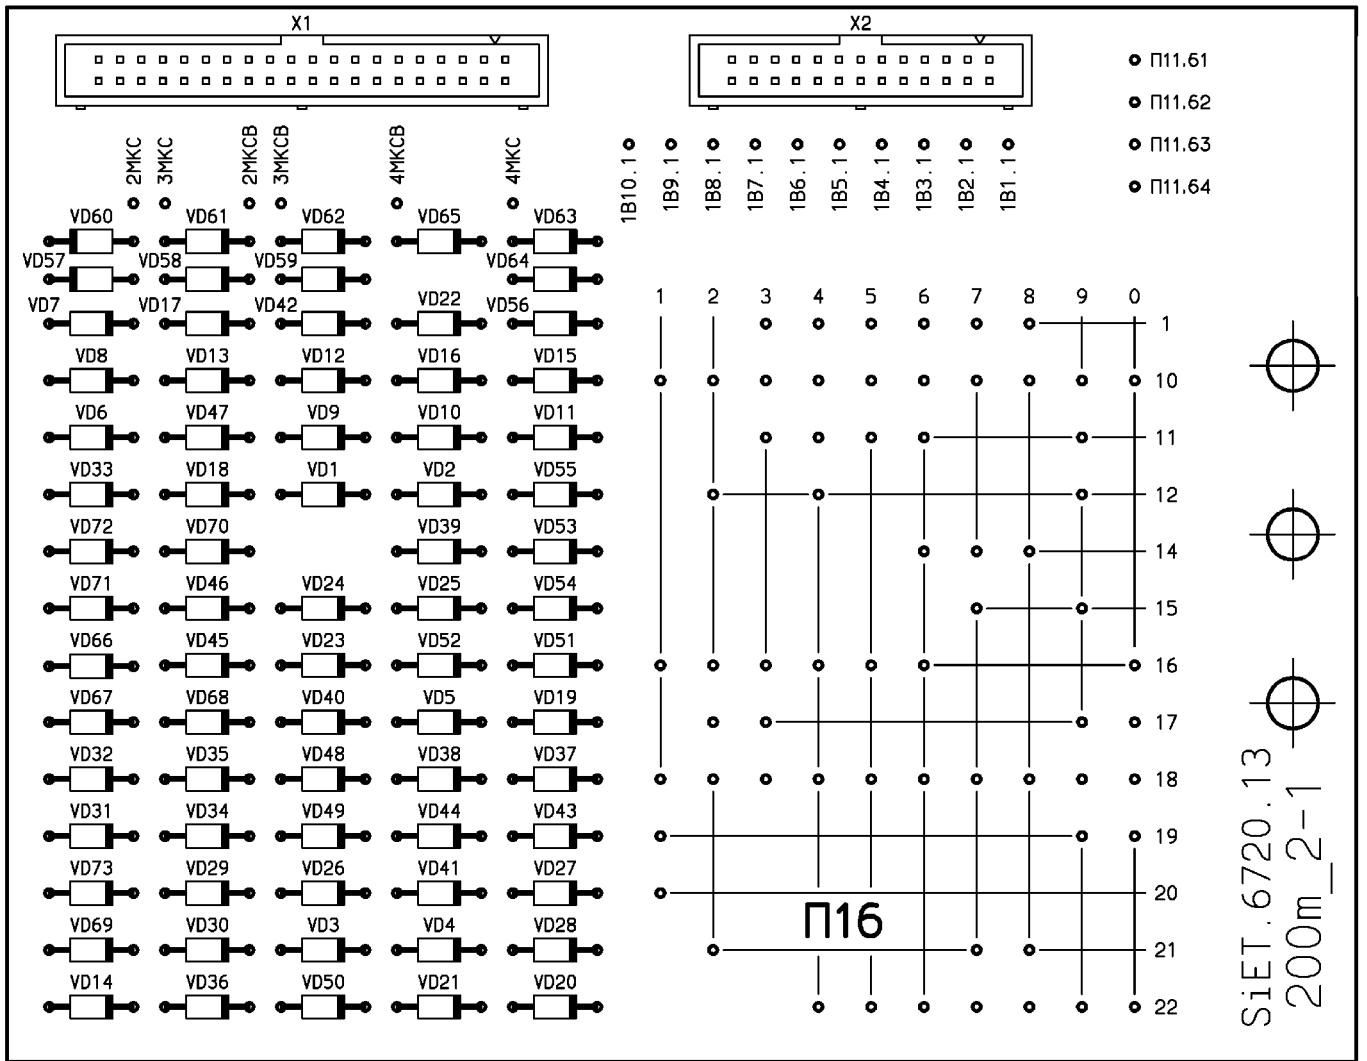 X1 X2
П11.61
П11.62
П11.63
П11.64
2МКС 3МКС 2МКСВ 3МКСВ 4МКСВ 4МКС
1В10.1 1В9.1 1В8.1 1В7.1 1В6.1 1В5.1 1В4.1 1В3.1 1В2.1 1В1.1
VD60 VD61 VD62 VD65 VD63
VD57 VD58 VD59 VD64
VD7 VD17 VD42 VD22 VD56
VD8 VD13 VD12 VD16 VD15
VD6 VD47 VD9 VD10 VD11
VD33 VD18 VD1 VD2 VD55
VD72 VD70 VD39 VD53
VD71 VD46 VD24 VD25 VD54
VD66 VD45 VD23 VD52 VD51
VD67 VD68 VD40 VD5 VD19
VD32 VD35 VD48 VD38 VD37
VD31 VD34 VD49 VD44 VD43
VD73 VD29 VD26 VD41 VD27
VD69 VD30 VD3 VD4 VD28
VD14 VD36 VD50 VD21 VD20
1 2 3 4 5 6 7 8 9 0
1
10
11
12
14
15
16
17
18
19
20
21
22
П16
SiET.6720.13
200m_2-1